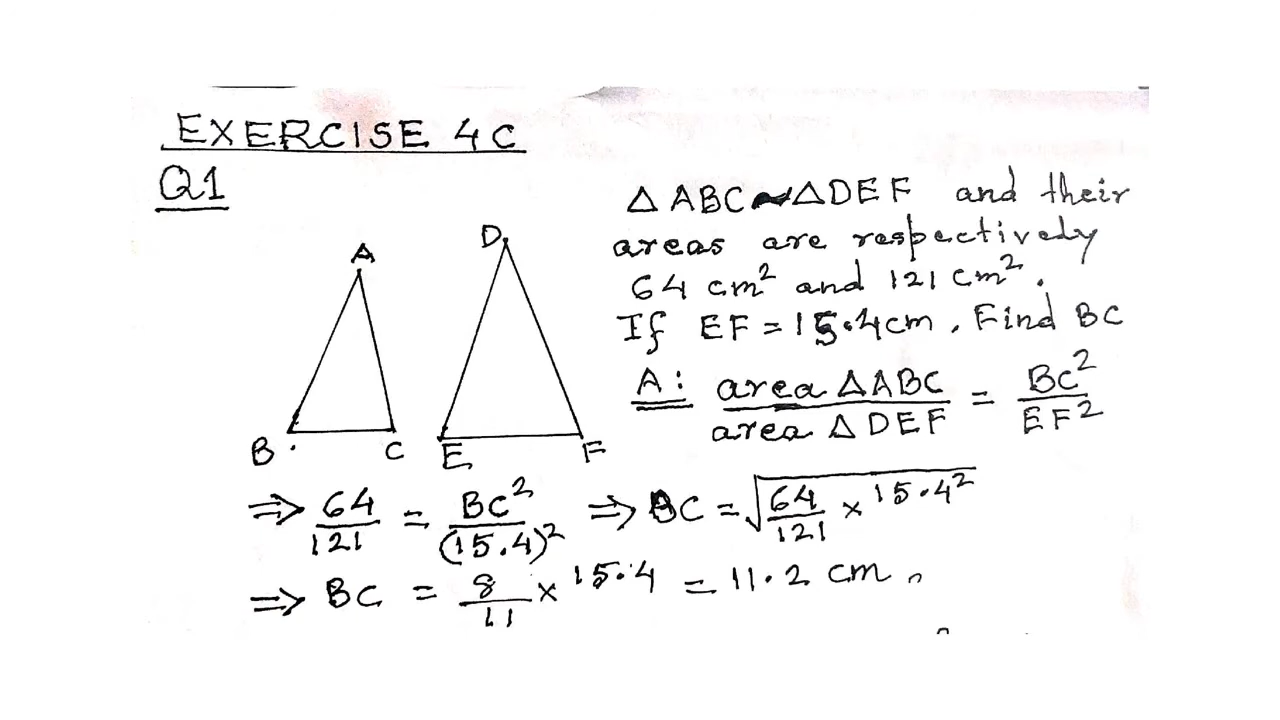 EXERCISE 4C
Q1
△ABC ~ △DEF and their
areas are respectively
64 cm² and 121 cm².
If EF = 15.4cm, Find BC
A: area △ABC / area △DEF = BC² / EF²
A
B C
D
E F
⇒ 64/121 = BC²/(15.4)² ⇒ BC = √(64/121 × 15.4²)
⇒ BC = 8/11 × 15.4 = 11.2 cm.